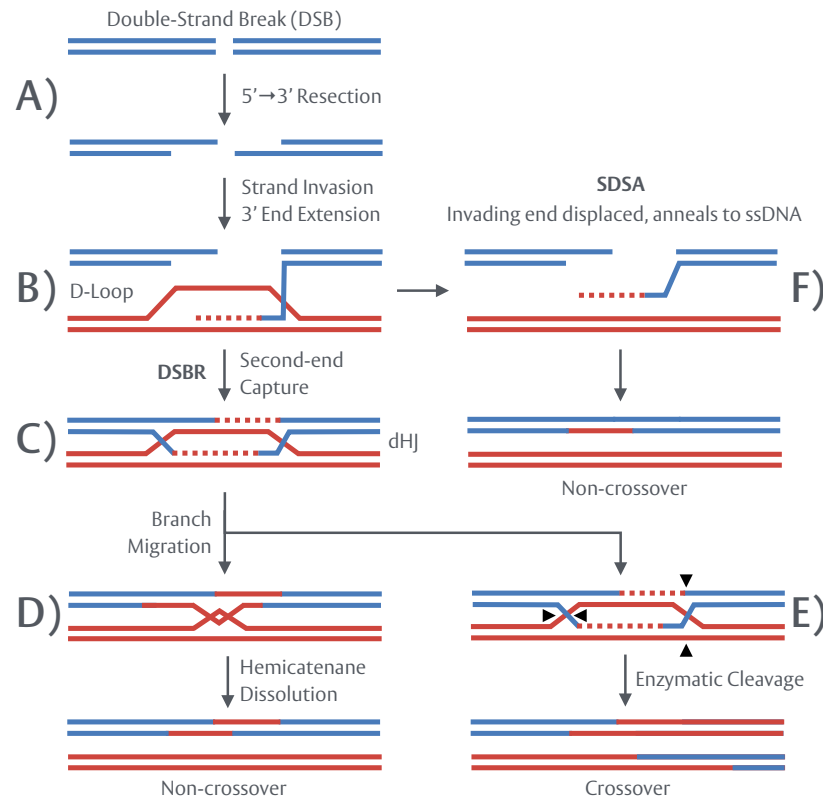 Double-Strand Break (DSB)
A)
5’→3’ Resection
Strand Invasion
3’ End Extension
SDSA
Invading end displaced, anneals to ssDNA
B)
D-Loop
F)
DSBR
Second-end
Capture
C)
dHJ
Non-crossover
Branch
Migration
D)
E)
Hemicatenane
Dissolution
Enzymatic Cleavage
Non-crossover
Crossover